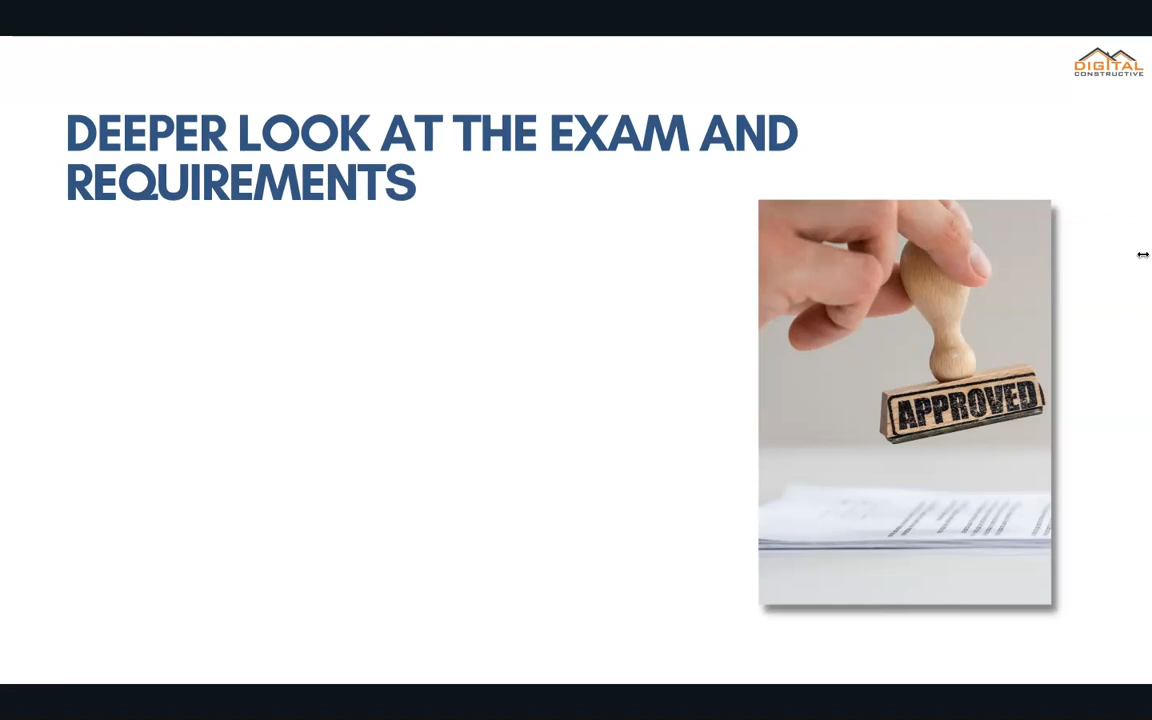 DIGITAL
CONSTRUCTIVE
DEEPER LOOK AT THE EXAM AND
REQUIREMENTS
APPROVED